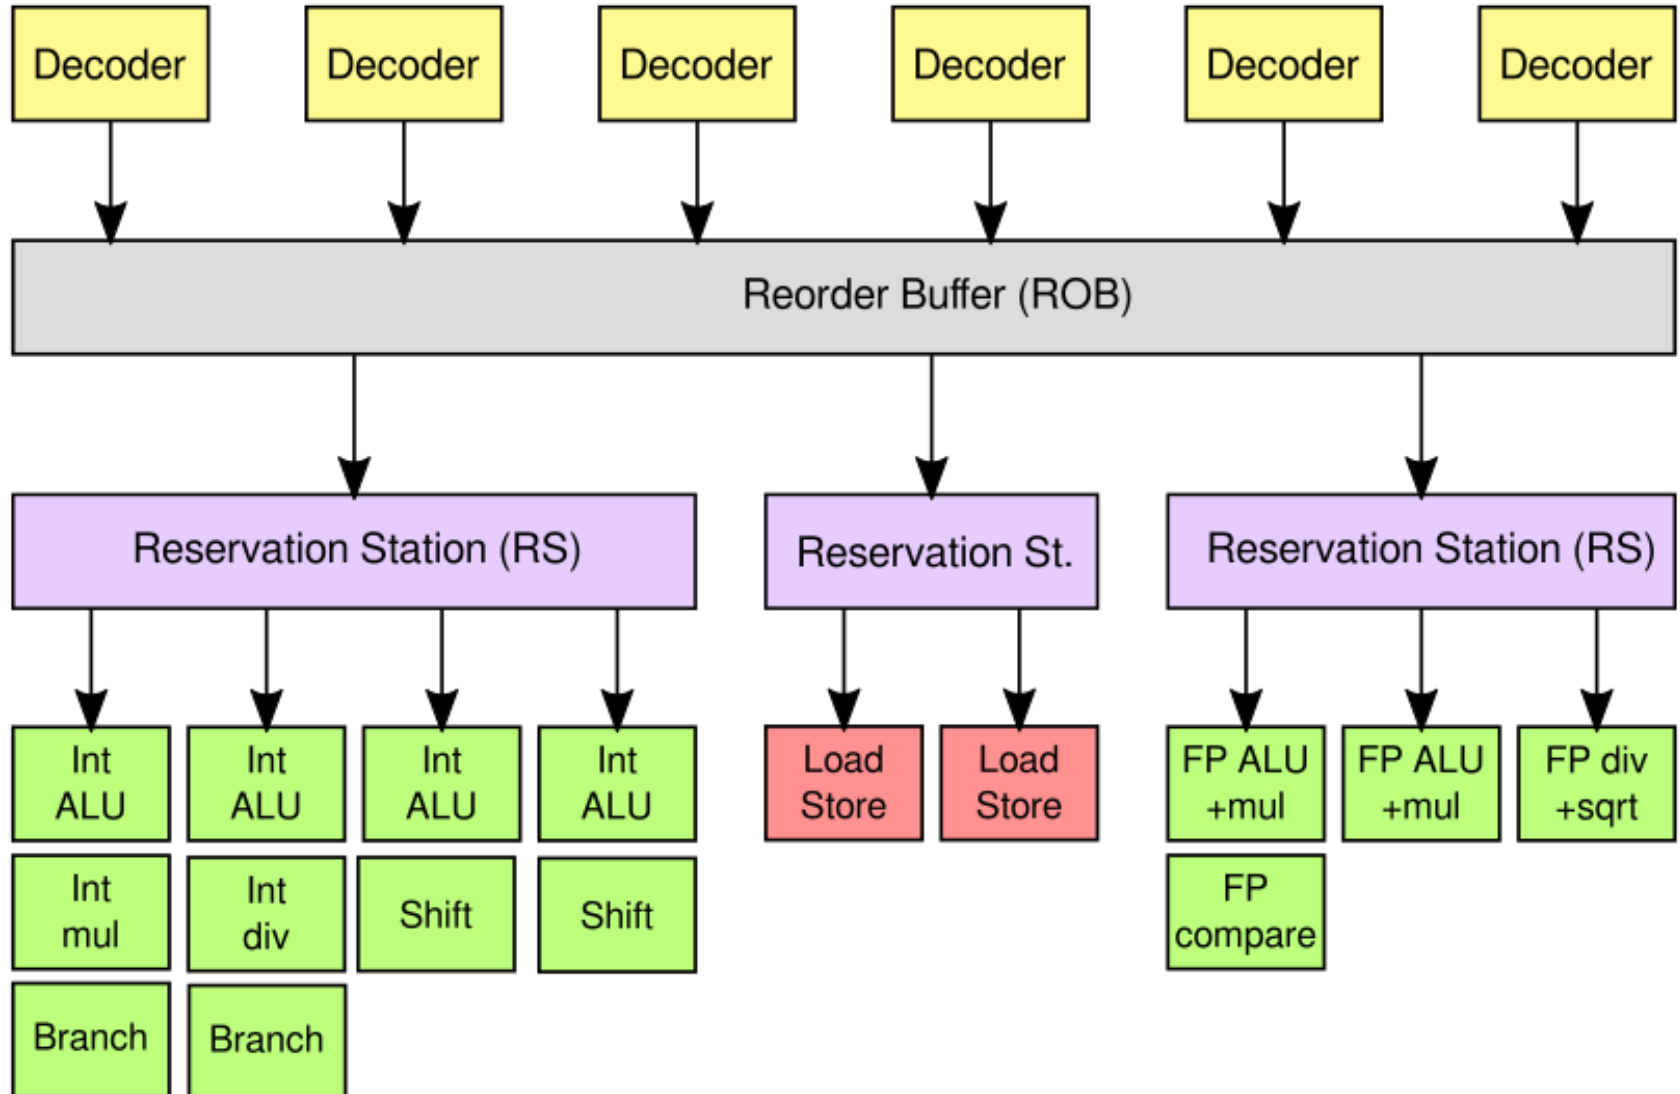 Decoder
Decoder
Decoder
Decoder
Decoder
Decoder
Reorder Buffer (ROB)
Reservation Station (RS)
Reservation St.
Reservation Station (RS)
Int
ALU
Int
ALU
Int
ALU
Int
ALU
Load
Store
Load
Store
FP ALU
+mul
FP ALU
+mul
FP div
+sqrt
Int
mul
Int
div
Shift
Shift
FP
compare
Branch
Branch